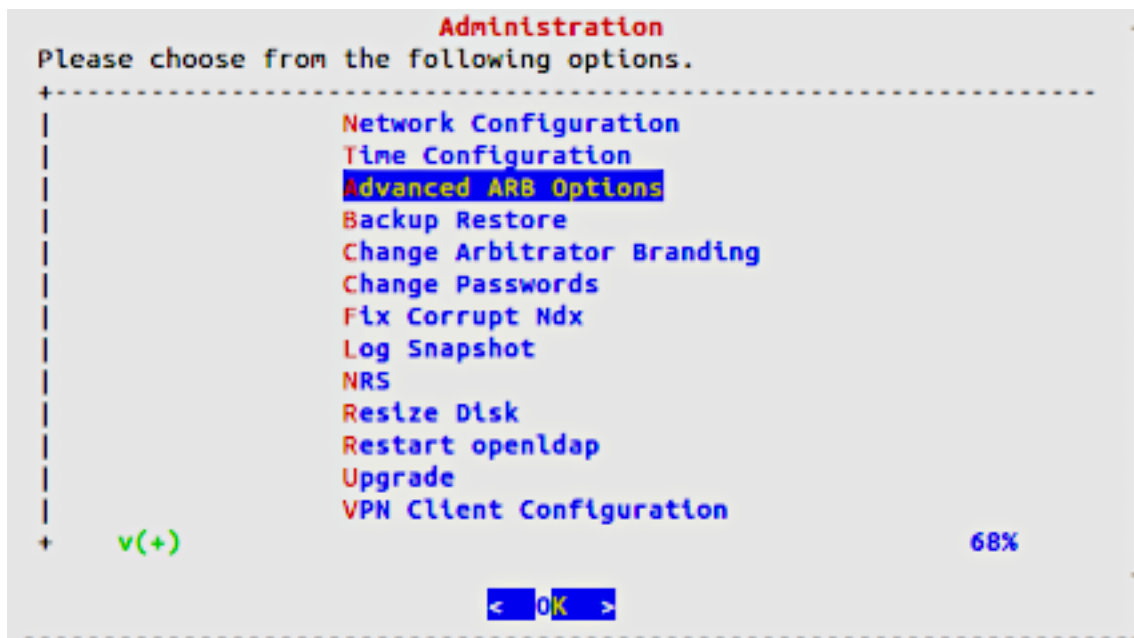 Administration
Please choose from the following options.
Network Configuration
Time Configuration
Advanced ARB Options
Backup Restore
Change Arbitrator Branding
Change Passwords
Fix Corrupt Ndx
Log Snapshot
NRS
Resize Disk
Restart openldap
Upgrade
VPN Client Configuration
v(+) 68%
< OK >